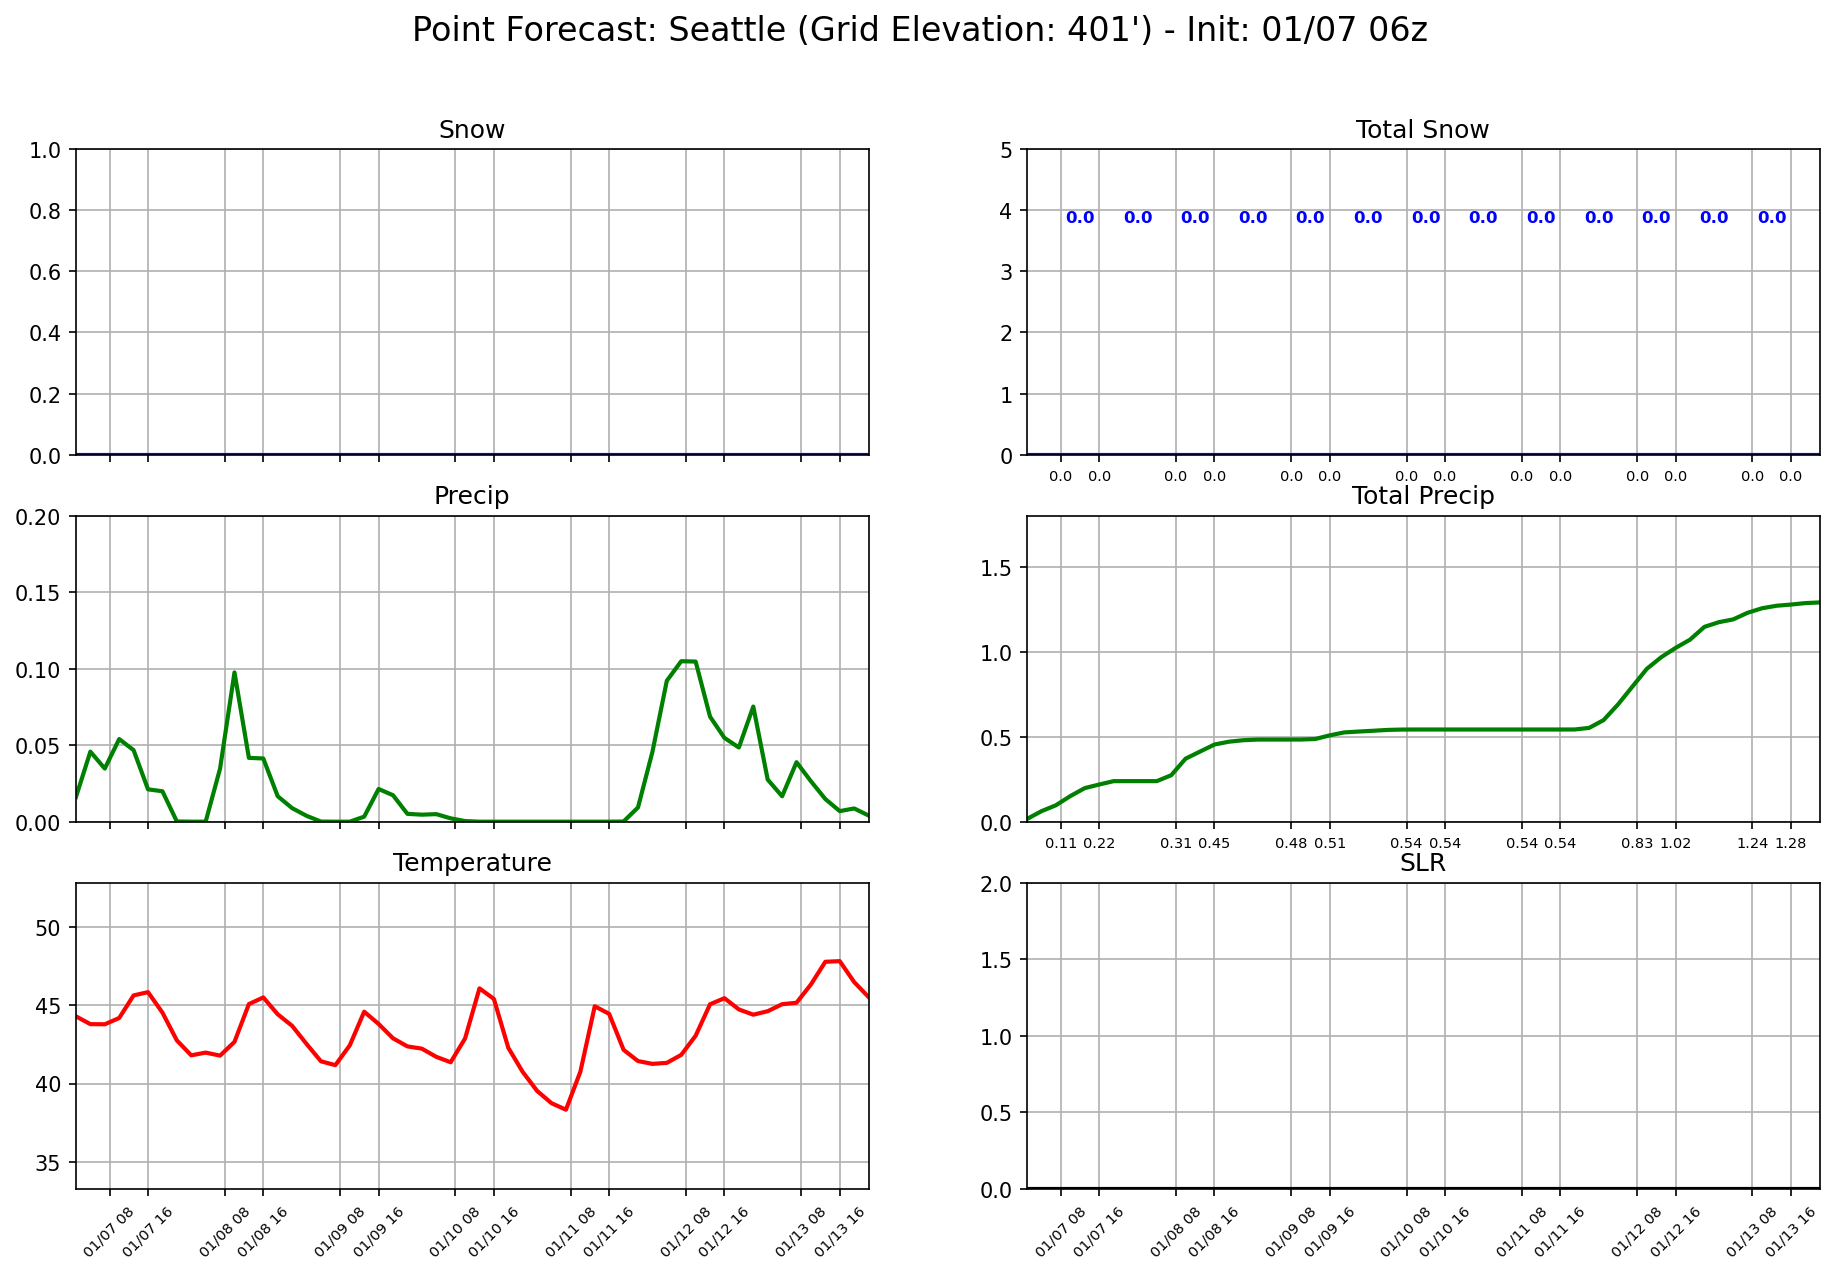 Point Forecast: Seattle (Grid Elevation: 401') - Init: 01/07 06z
Snow
1.0
0.8
0.6
0.4
0.2
0.0
Total Snow
5
4
3
2
1
0
0.0 0.0 0.0 0.0 0.0 0.0 0.0 0.0 0.0 0.0 0.0 0.0 0.0
0.0 0.0 0.0 0.0 0.0 0.0 0.0 0.0 0.0 0.0 0.0 0.0 0.0 0.0
Precip
0.20
0.15
0.10
0.05
0.00
Total Precip
1.5
1.0
0.5
0.0
0.11 0.22 0.31 0.45 0.48 0.51 0.54 0.54 0.54 0.54 0.83 1.02 1.24 1.28
Temperature
50
45
40
35
01/07 08 01/07 16 01/08 08 01/08 16 01/09 08 01/09 16 01/10 08 01/10 16 01/11 08 01/11 16 01/12 08 01/12 16 01/13 08 01/13 16
SLR
2.0
1.5
1.0
0.5
0.0
01/07 08 01/07 16 01/08 08 01/08 16 01/09 08 01/09 16 01/10 08 01/10 16 01/11 08 01/11 16 01/12 08 01/12 16 01/13 08 01/13 16